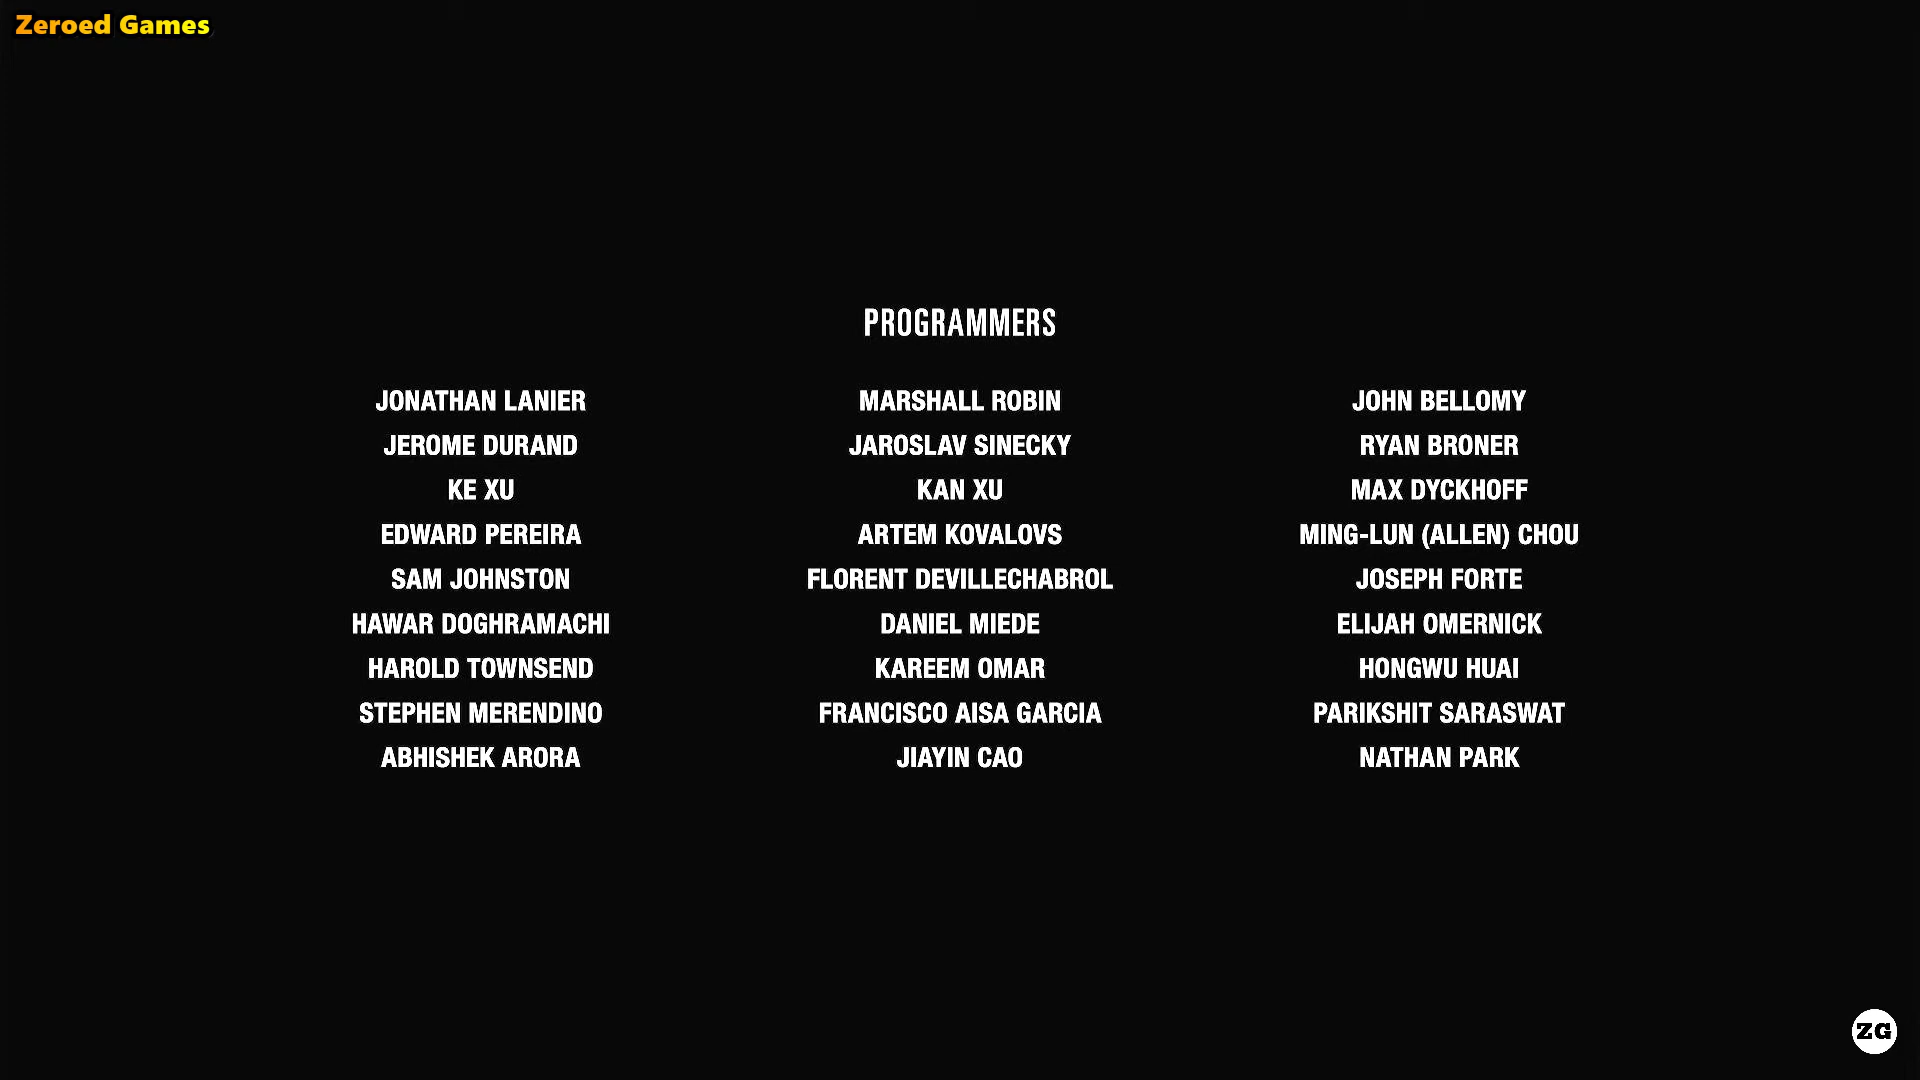 Zeroed Games
PROGRAMMERS
JONATHAN LANIER MARSHALL ROBIN JOHN BELLOMY
JEROME DURAND JAROSLAV SINECKY RYAN BRONER
KE XU KAN XU MAX DYCKHOFF
EDWARD PEREIRA ARTEM KOVALOVS MING-LUN (ALLEN) CHOU
SAM JOHNSTON FLORENT DEVILLECHABROL JOSEPH FORTE
HAWAR DOGHRAMACHI DANIEL MIEDE ELIJAH OMERNICK
HAROLD TOWNSEND KAREEM OMAR HONGWU HUAI
STEPHEN MERENDINO FRANCISCO AISA GARCIA PARIKSHIT SARASWAT
ABHISHEK ARORA JIAYIN CAO NATHAN PARK
ZG